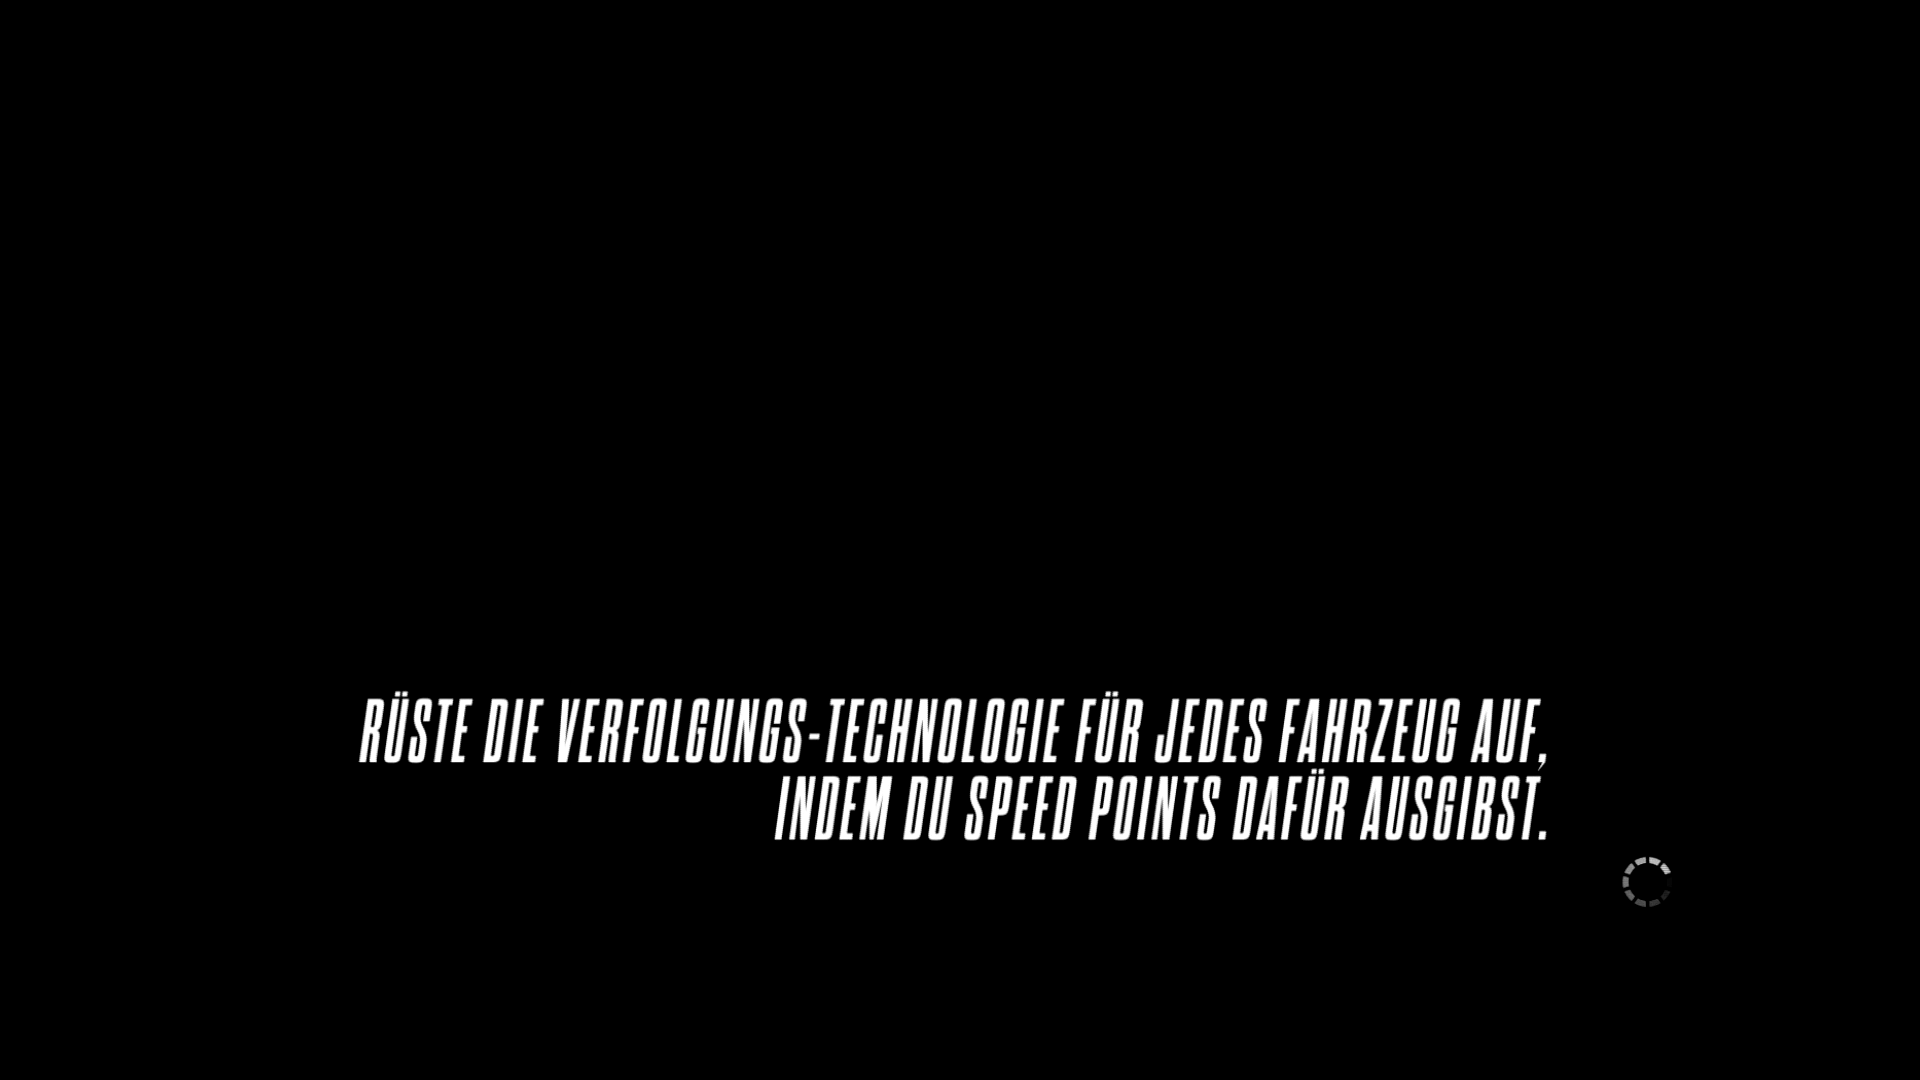 RÜSTE DIE VERFOLGUNGS-TECHNOLOGIE FÜR JEDES FAHRZEUG AUF,
INDEM DU SPEED POINTS DAFÜR AUSGIBST.